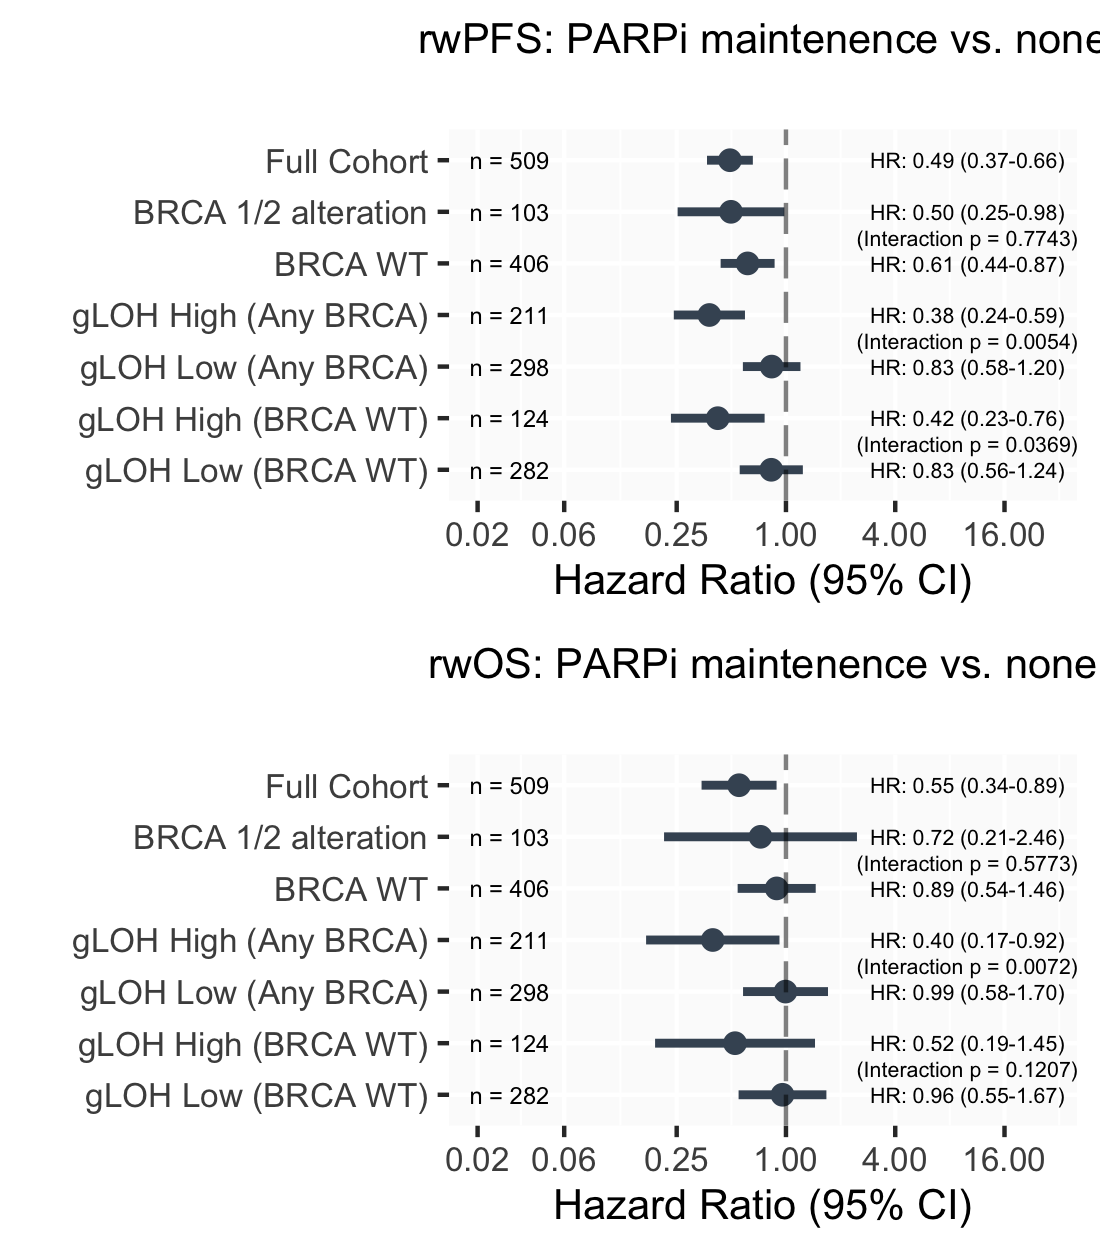 rwPFS: PARPi maintenence vs. none
Full Cohort n = 509 HR: 0.49 (0.37-0.66)
BRCA 1/2 alteration n = 103 HR: 0.50 (0.25-0.98)
(Interaction p = 0.7743)
BRCA WT n = 406 HR: 0.61 (0.44-0.87)
gLOH High (Any BRCA) n = 211 HR: 0.38 (0.24-0.59)
(Interaction p = 0.0054)
gLOH Low (Any BRCA) n = 298 HR: 0.83 (0.58-1.20)
gLOH High (BRCA WT) n = 124 HR: 0.42 (0.23-0.76)
(Interaction p = 0.0369)
gLOH Low (BRCA WT) n = 282 HR: 0.83 (0.56-1.24)
0.02 0.06 0.25 1.00 4.00 16.00
Hazard Ratio (95% CI)
rwOS: PARPi maintenence vs. none
Full Cohort n = 509 HR: 0.55 (0.34-0.89)
BRCA 1/2 alteration n = 103 HR: 0.72 (0.21-2.46)
(Interaction p = 0.5773)
BRCA WT n = 406 HR: 0.89 (0.54-1.46)
gLOH High (Any BRCA) n = 211 HR: 0.40 (0.17-0.92)
(Interaction p = 0.0072)
gLOH Low (Any BRCA) n = 298 HR: 0.99 (0.58-1.70)
gLOH High (BRCA WT) n = 124 HR: 0.52 (0.19-1.45)
(Interaction p = 0.1207)
gLOH Low (BRCA WT) n = 282 HR: 0.96 (0.55-1.67)
0.02 0.06 0.25 1.00 4.00 16.00
Hazard Ratio (95% CI)